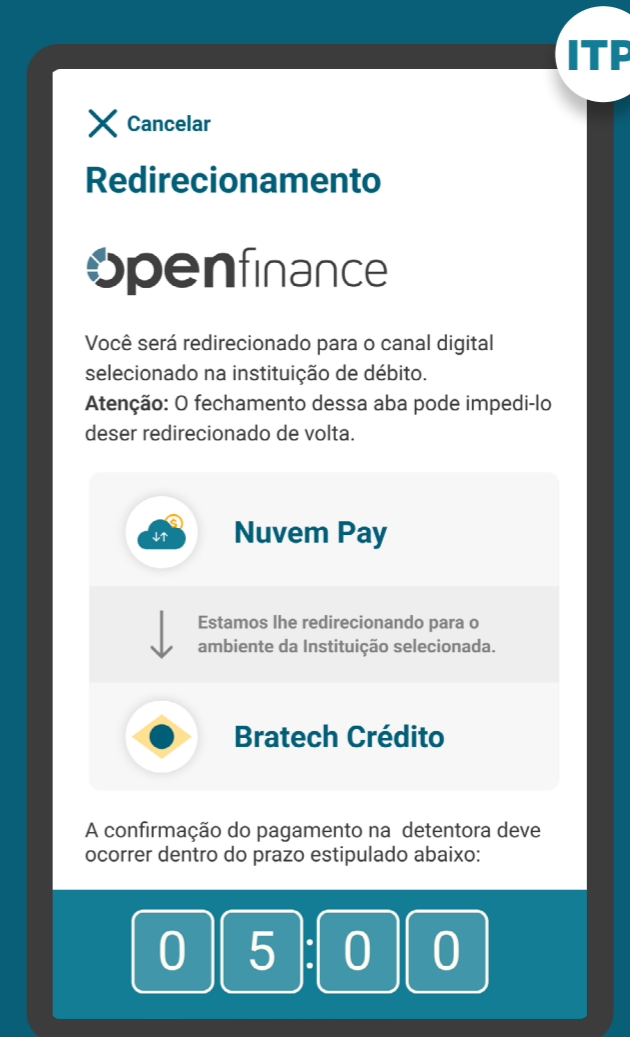 ITP
Cancelar
Redirecionamento
openfinance
Você será redirecionado para o canal digital
selecionado na instituição de débito.
Atenção: O fechamento dessa aba pode impedi-lo
deser redirecionado de volta.
$
Nuvem Pay
Estamos lhe redirecionando para o
ambiente da Instituição selecionada.
Bratech Crédito
A confirmação do pagamento na  detentora deve
ocorrer dentro do prazo estipulado abaixo:
05:00